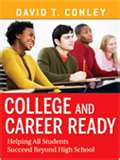 DAVID T. CONLEY
COLLEGE AND
CAREER READY
Helping All Students
Succeed Beyond High School